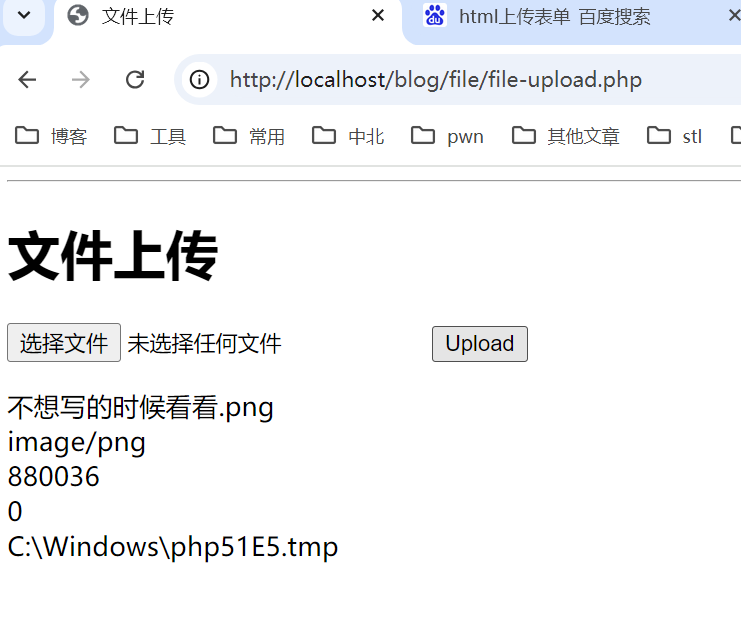 文件上传
html上传表单 百度搜索
http://localhost/blog/file/file-upload.php
博客 工具 常用 中北 pwn 其他文章 stl
文件上传
选择文件 未选择任何文件 Upload
不想写的时候看看.png
image/png
880036
0
C:\Windows\php51E5.tmp